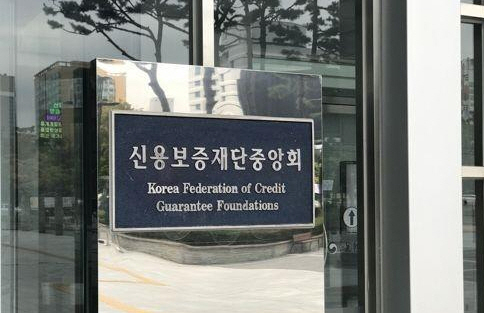 신용보증재단중앙회
Korea Federation of Credit
Guarantee Foundations